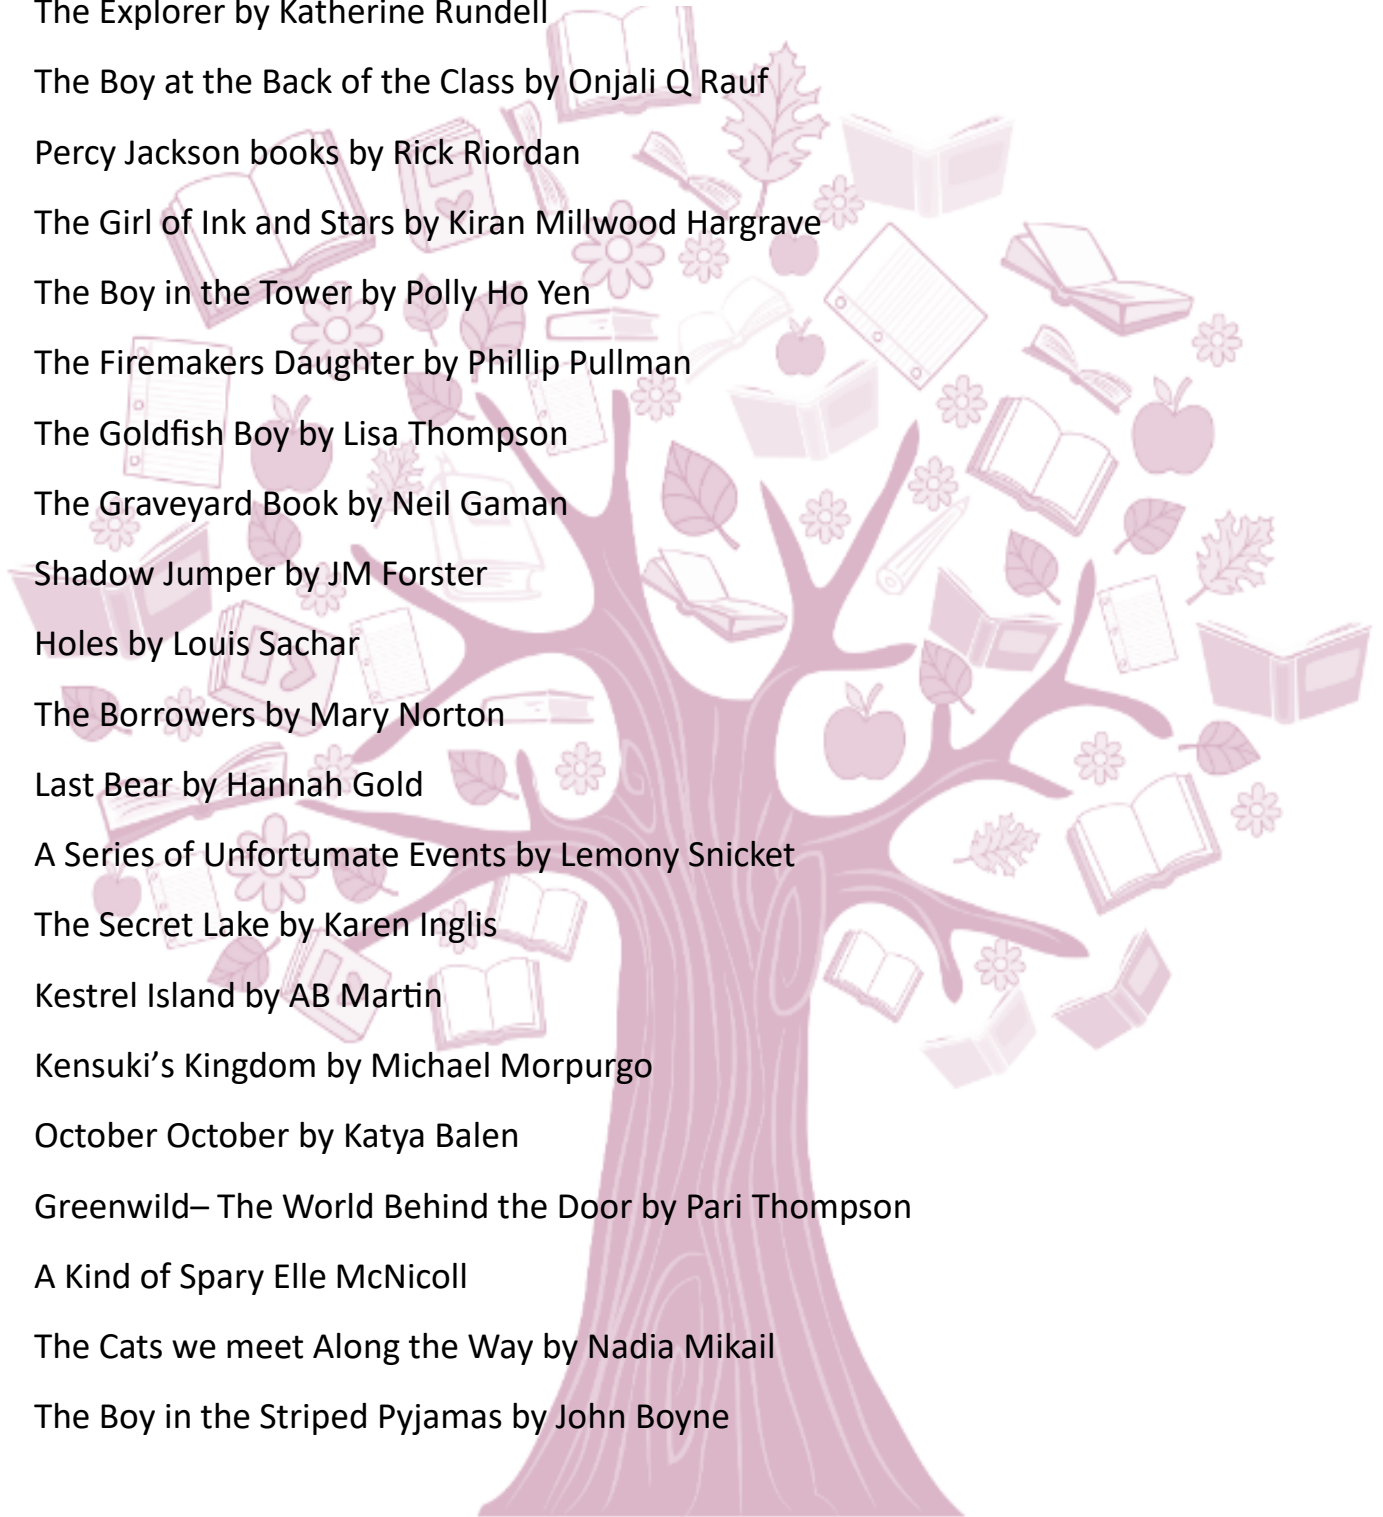 The Explorer by Katherine Rundell
The Boy at the Back of the Class by Onjali Q Rauf
Percy Jackson books by Rick Riordan
The Girl of Ink and Stars by Kiran Millwood Hargrave
The Boy in the Tower by Polly Ho Yen
The Firemakers Daughter by Phillip Pullman
The Goldfish Boy by Lisa Thompson
The Graveyard Book by Neil Gaman
Shadow Jumper by JM Forster
Holes by Louis Sachar
The Borrowers by Mary Norton
Last Bear by Hannah Gold
A Series of Unfortumate Events by Lemony Snicket
The Secret Lake by Karen Inglis
Kestrel Island by AB Martin
Kensuki’s Kingdom by Michael Morpurgo
October October by Katya Balen
Greenwild– The World Behind the Door by Pari Thompson
A Kind of Spary Elle McNicoll
The Cats we meet Along the Way by Nadia Mikail
The Boy in the Striped Pyjamas by John Boyne